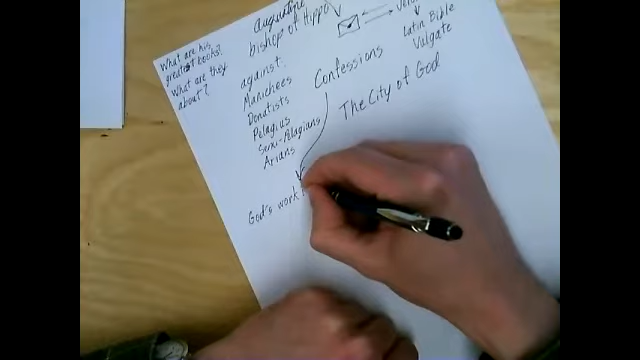 What are his
greatest books?
What are they
about?
Augustine
bishop of Hippo
against:
Manichees
Donatists
Pelagius
Semi-Pelagians
Arians
Confessions
The City of God
Latin Bible
Vulgate
God's work